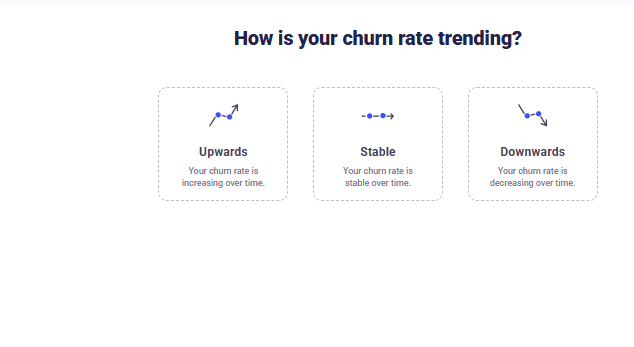 How is your churn rate trending?
Upwards
Your churn rate is
increasing over time.
Stable
Your churn rate is
stable over time.
Downwards
Your churn rate is
decreasing over time.